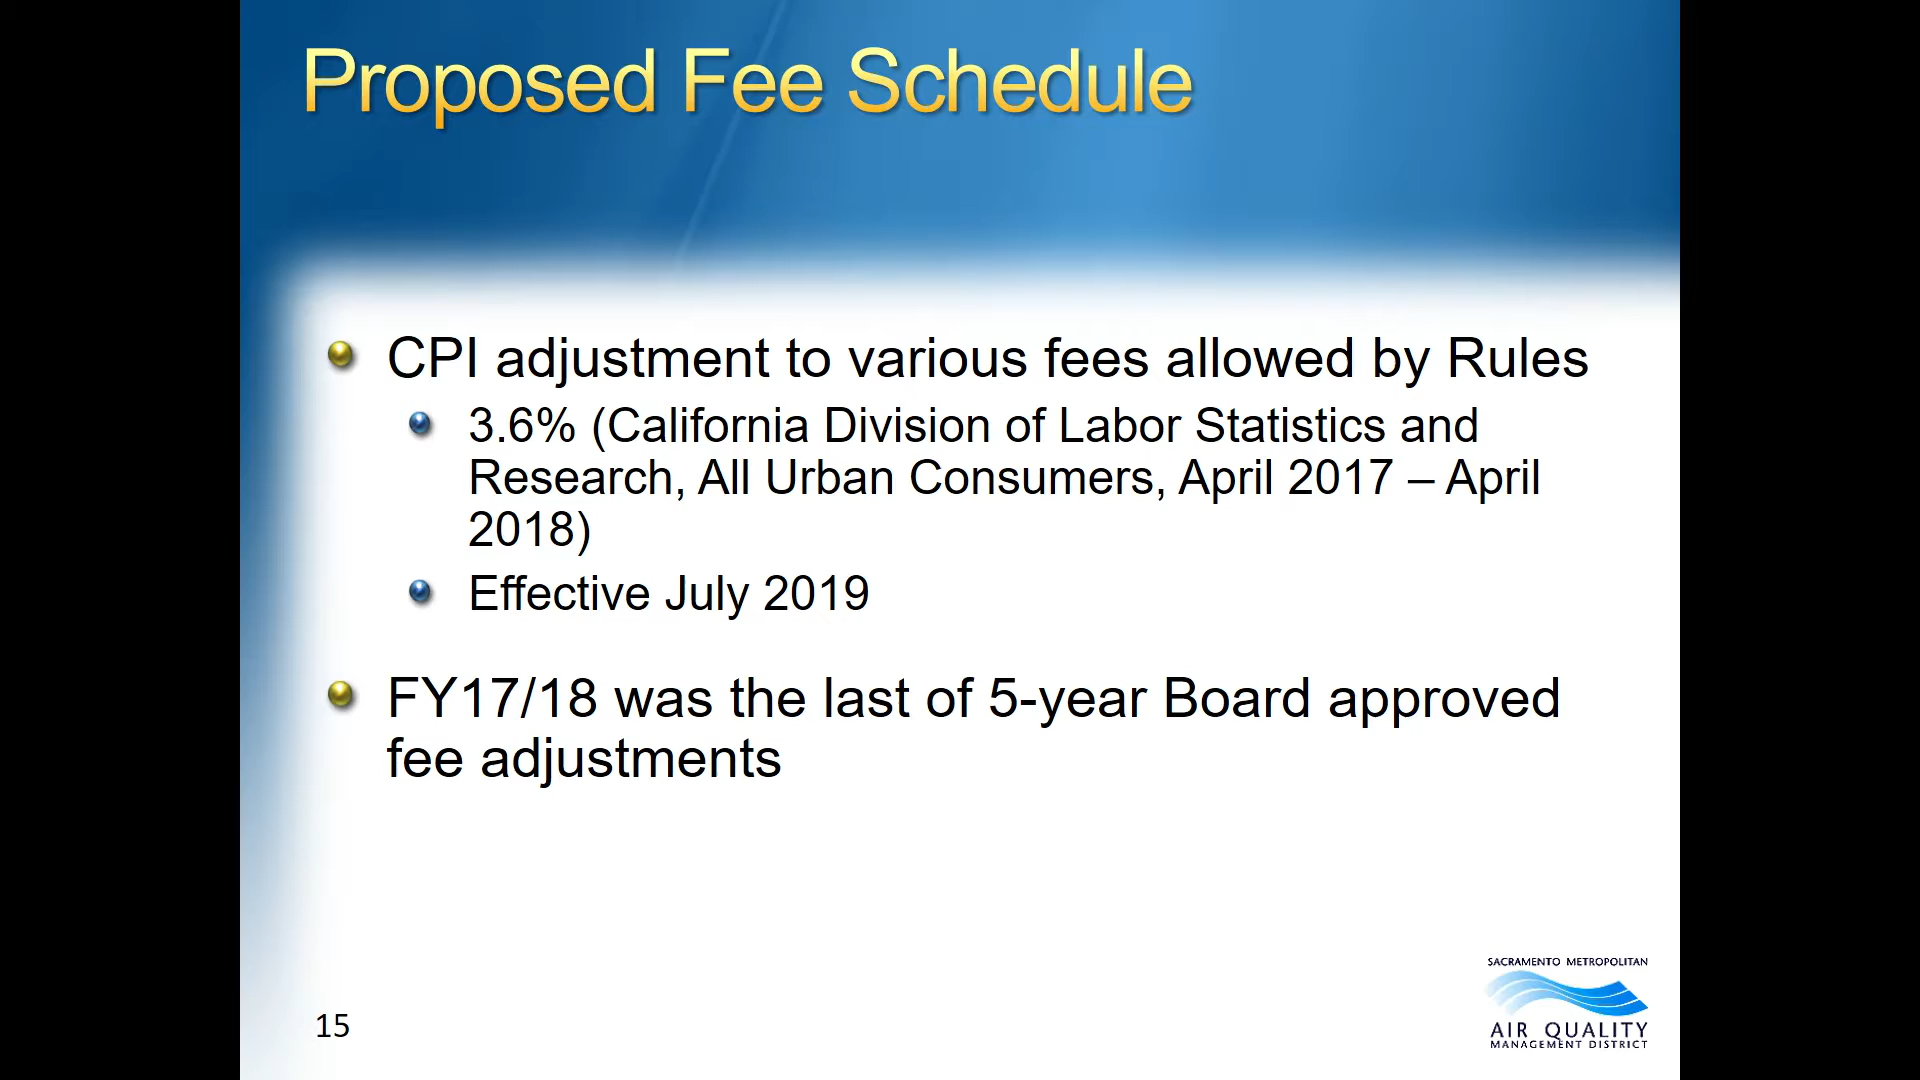 Proposed Fee Schedule
CPI adjustment to various fees allowed by Rules
3.6% (California Division of Labor Statistics and
Research, All Urban Consumers, April 2017 – April
2018)
Effective July 2019
FY17/18 was the last of 5-year Board approved
fee adjustments
SACRAMENTO METROPOLITAN
AIR QUALITY
MANAGEMENT DISTRICT
15